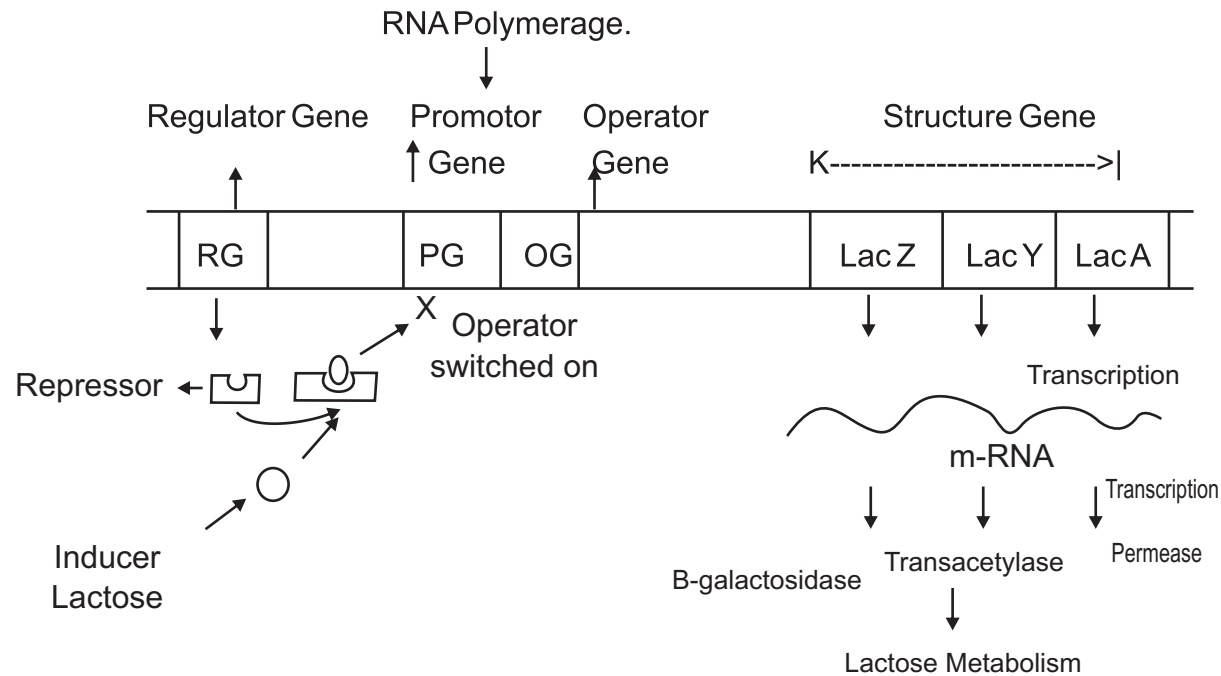 RNA Polymerage.
Regulator Gene
Promotor
Gene
Operator
Gene
Structure Gene
K------------------------->|
RG
PG
OG
Lac Z
Lac Y
Lac A
X
Operator
switched on
Repressor
Transcription
m-RNA
Transcription
Inducer
Lactose
B-galactosidase
Transacetylase
Permease
Lactose Metabolism